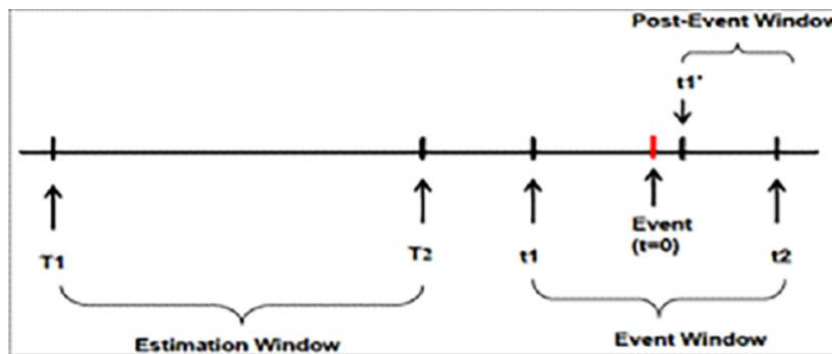 Post-Event Window
t1*
T1
T2
t1
Event
(t=0)
t2
Estimation Window
Event Window